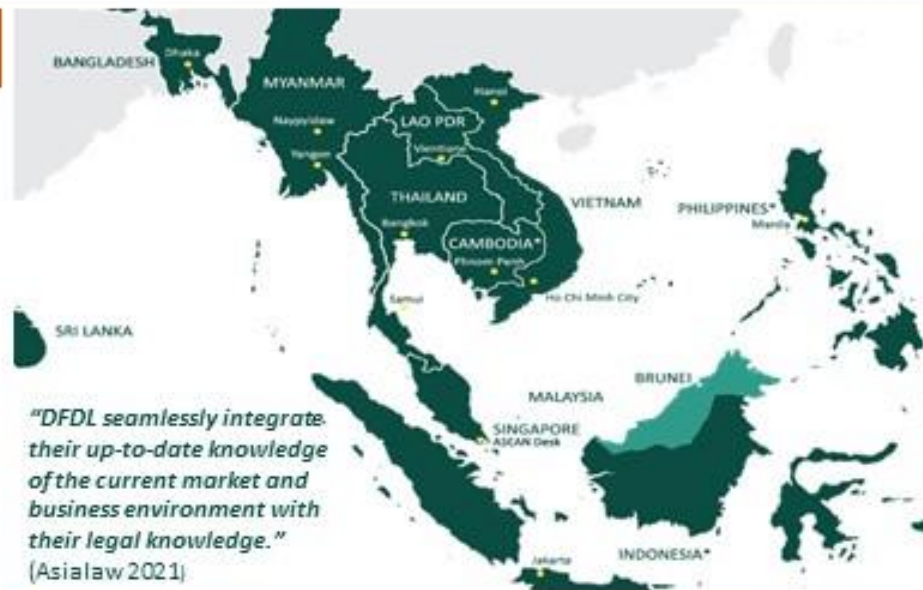 BANGLADESH
Dhaka
MYANMAR
Hanoi
Naypyidaw
LAO PDR
Yangon
Vientiane
THAILAND
VIETNAM
PHILIPPINES*
Manila
Bangkok
CAMBODIA*
Phnom Penh
Ho Chi Minh City
Samui
SRI LANKA
BRUNEI
MALAYSIA
SINGAPORE
ASEAN Desk
INDONESIA*
Jakarta
“DFDL seamlessly integrate
their up-to-date knowledge
of the current market and
business environment with
their legal knowledge.”
(Asialaw 2021)